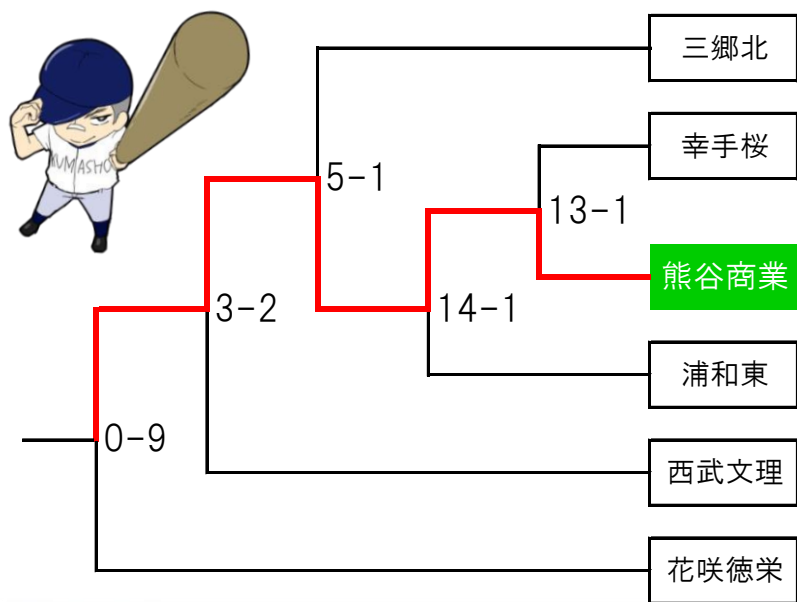 三郷北
幸手桜
KUMASHO
5-1
13-1
熊谷商業
3-2
14-1
浦和東
0-9
西武文理
花咲徳栄